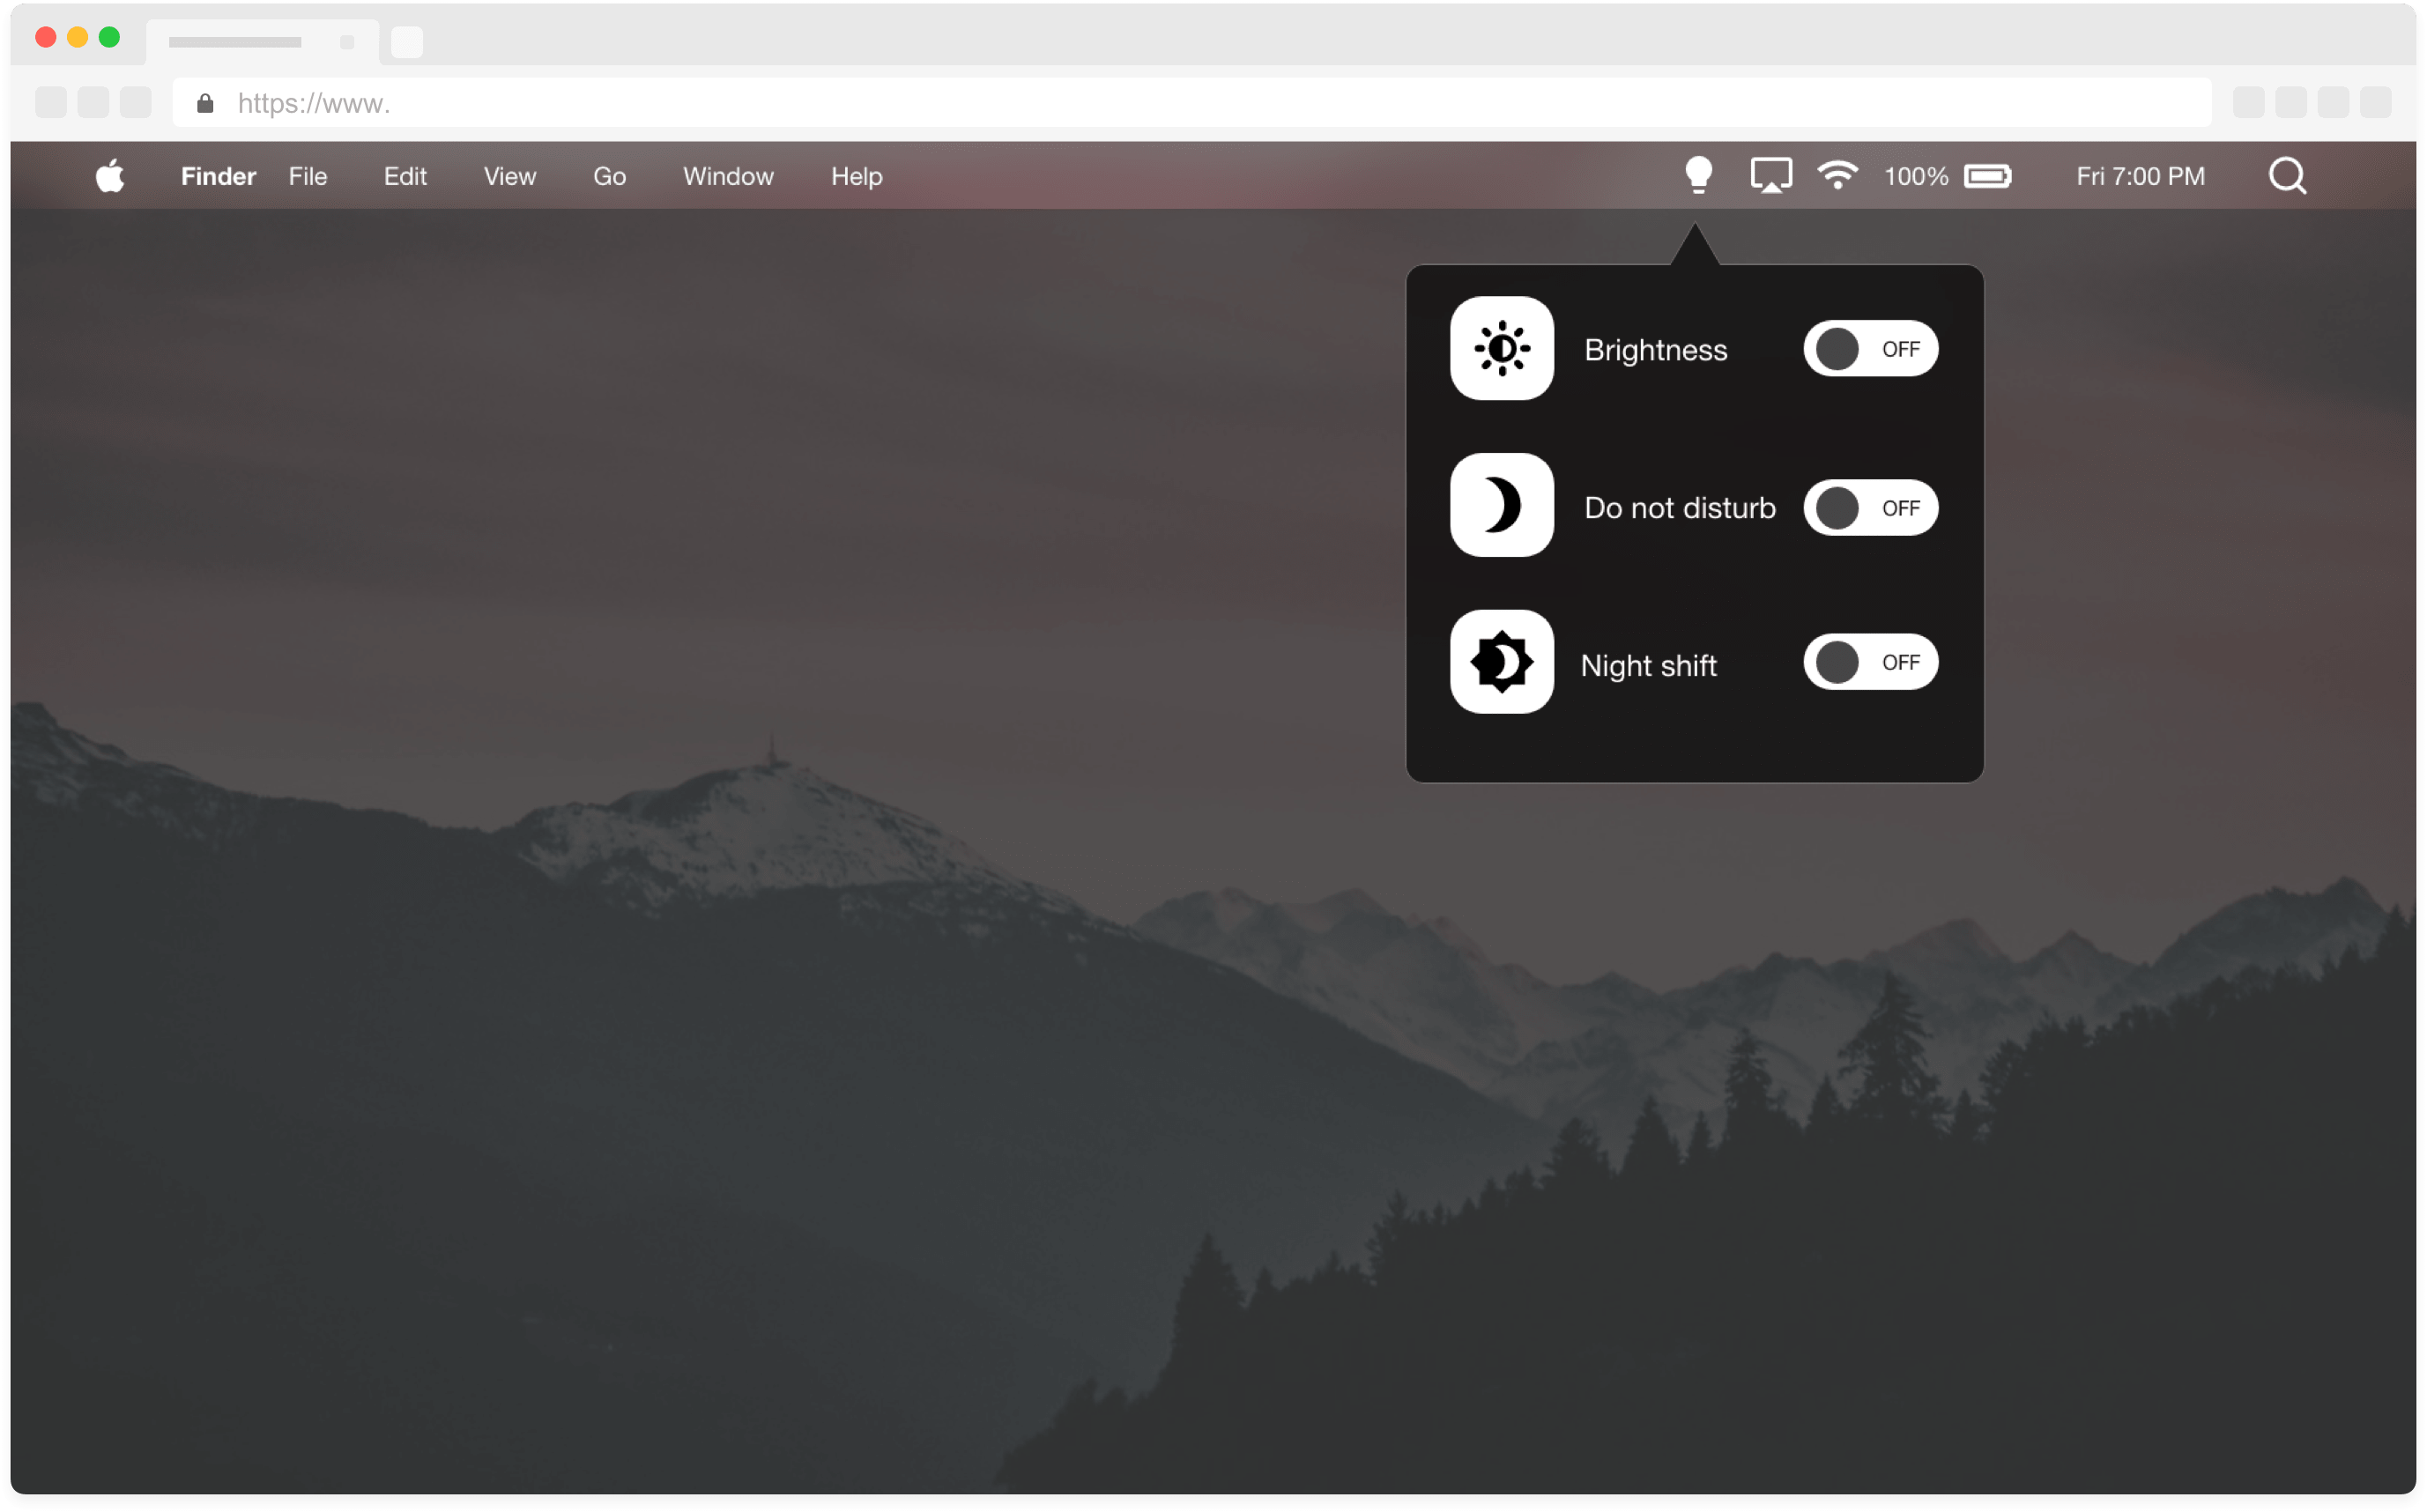 https://www.
Finder File Edit View Go Window Help 100% Fri 7:00 PM
Brightness OFF
Do not disturb OFF
Night shift OFF